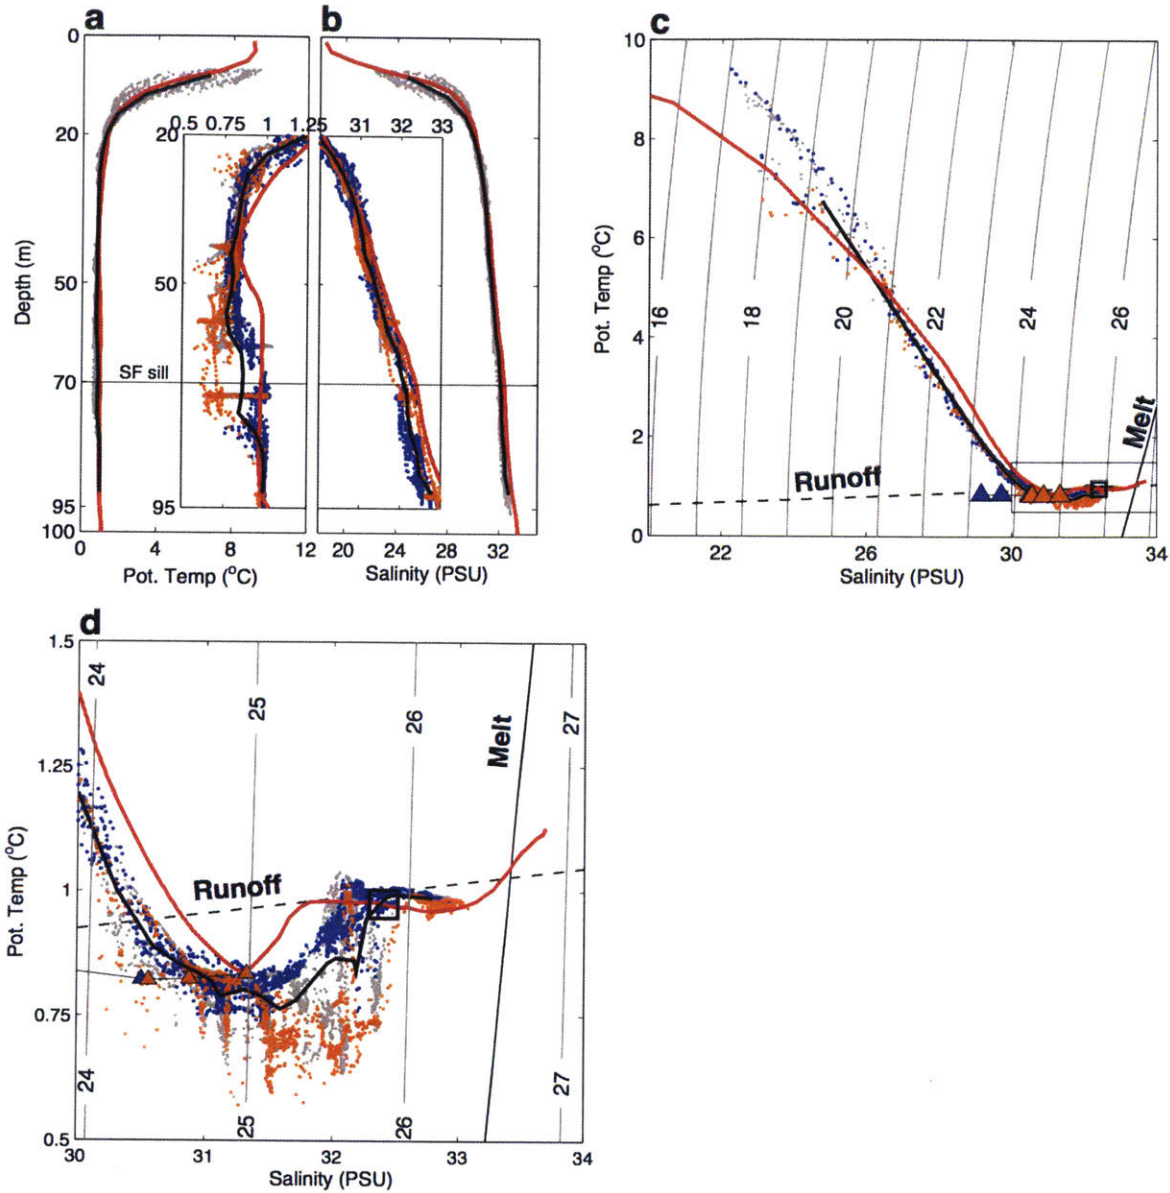 a
b
c
0
20
50
70
95
100
Depth (m)
SF sill
0.5 0.75 1 1.25
31 32 33
20
50
95
0 4 8 12
Pot. Temp (°C)
20 24 28 32
Salinity (PSU)
10
8
6
4
2
0
Pot. Temp (°C)
16 18 20 22 24 26
Melt
Runoff
22 26 30 34
Salinity (PSU)
d
1.5
1.25
1
0.75
0.5
Pot. Temp (°C)
24 25 26 27
Melt
Runoff
24 25 26 27
30 31 32 33 34
Salinity (PSU)